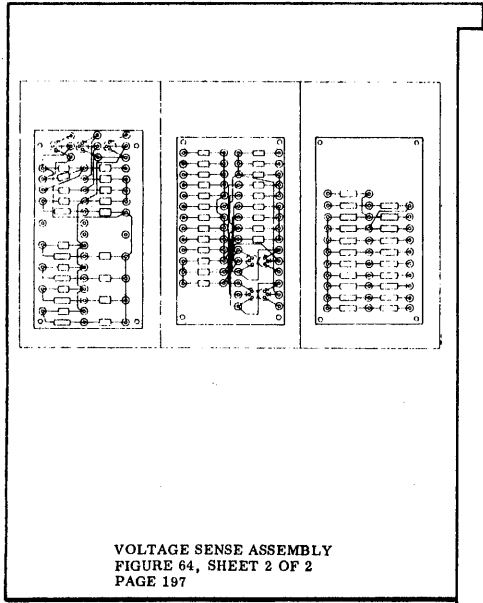 VOLTAGE SENSE ASSEMBLY
FIGURE 64, SHEET 2 OF 2
PAGE 197